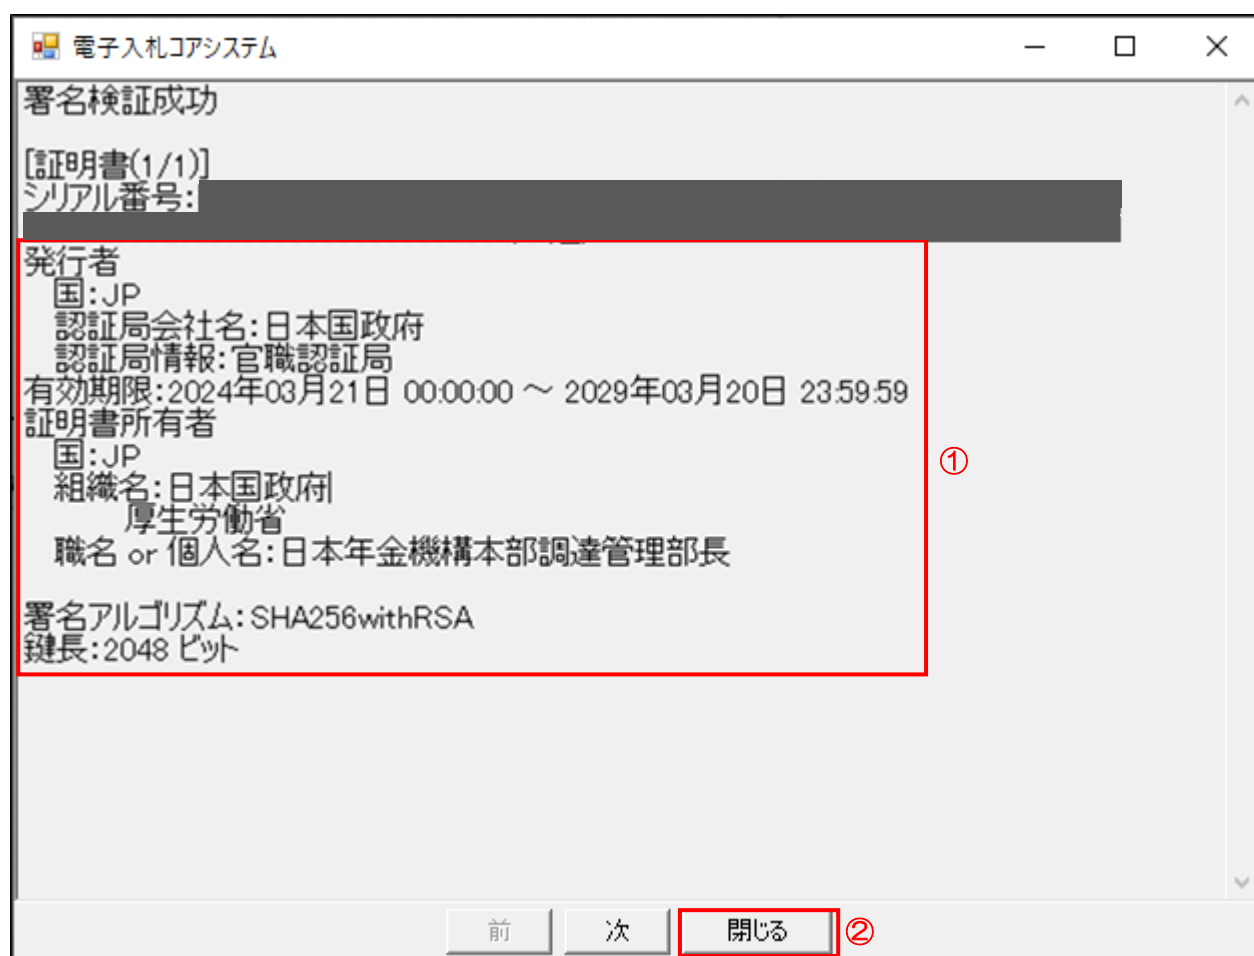 電子入札コアシステム
署名検証成功
[証明書(1/1)]
シリアル番号:
発行者
国:JP
認証局会社名:日本国政府
認証局情報:官職認証局
有効期限:2024年03月21日 00:00:00 ～ 2029年03月20日 23:59:59
証明書所有者
国:JP
組織名:日本国政府
厚生労働省
職名 or 個人名:日本年金機構本部調達管理部長
①
署名アルゴリズム:SHA256withRSA
鍵長:2048 ビット
前 次 閉じる ②